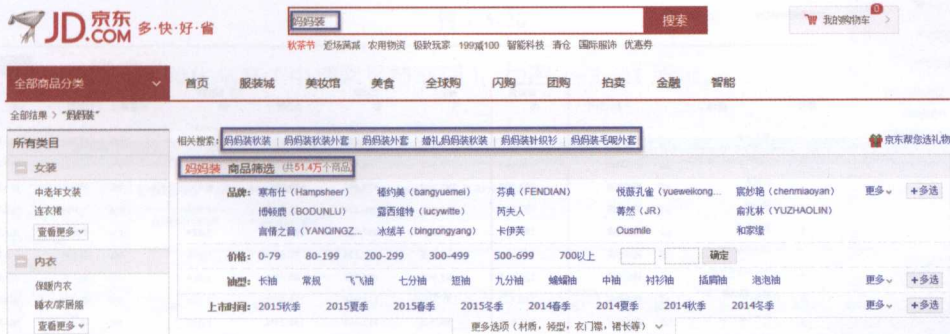 JD.COM 京东 多·快·好·省
妈妈装 搜索
0
我的购物车 >
秋茶节 返场满减 农用物资 极致玩家 199减100 智能科技 清仓 国际服饰 优惠券
全部商品分类 首页 服装城 美妆馆 美食 全球购 闪购 团购 拍卖 金融 智能
全部结果 > "妈妈装"
相关搜索: 妈妈装秋装 | 妈妈装秋装外套 | 妈妈装外套 | 婚礼妈妈装秋装 | 妈妈装针织衫 | 妈妈装毛呢外套
京东帮您选礼物
所有类目
女装
中老年女装
连衣裙
查看更多
内衣
保暖内衣
睡衣/家居服
查看更多
妈妈装 商品筛选 (共51.4万个商品
品牌: 寒布仕 (Hampsheer) 榜约美 (bangyuemei) 芬典 (FENDIAN) 悦薇孔雀 (yueweikong... 宸妙艳 (chenmiaoyan) 更多 +多选
博顿鹿 (BODUNLU) 露西维特 (lucywitte) 芮夫人 菁然 (JR) 俞兆林 (YUZHAOLIN)
言倩之音 (YANQINGZ... 冰绒羊 (bingrongyang) 卡伊芙 Ousmile 和家缘
价格: 0-79 80-199 200-299 300-499 500-699 700以上 - 确定
袖型: 长袖 常规 飞飞袖 七分袖 短袖 九分袖 蝙蝠袖 中袖 衬衫袖 插肩袖 泡泡袖 更多 +多选
上市时间: 2015秋季 2015夏季 2015春季 2015冬季 2014春季 2014夏季 2014秋季 2014冬季 更多 +多选
更多选项 (材质,领型,衣门襟,裙长等)